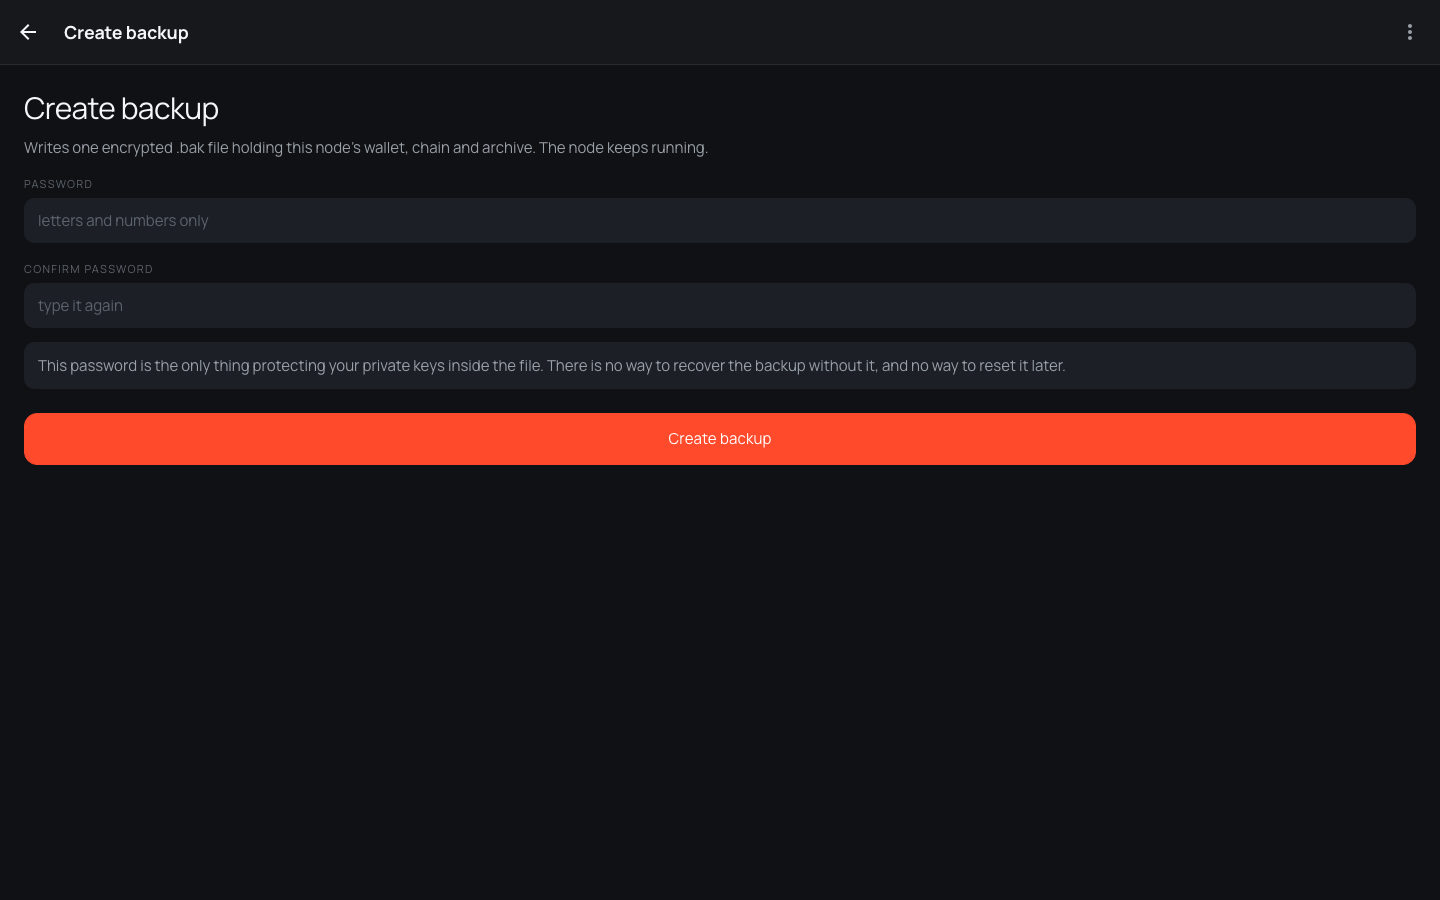 Create backup
Create backup
Writes one encrypted .bak file holding this node's wallet, chain and archive. The node keeps running.
PASSWORD
letters and numbers only
CONFIRM PASSWORD
type it again
This password is the only thing protecting your private keys inside the file. There is no way to recover the backup without it, and no way to reset it later.
Create backup